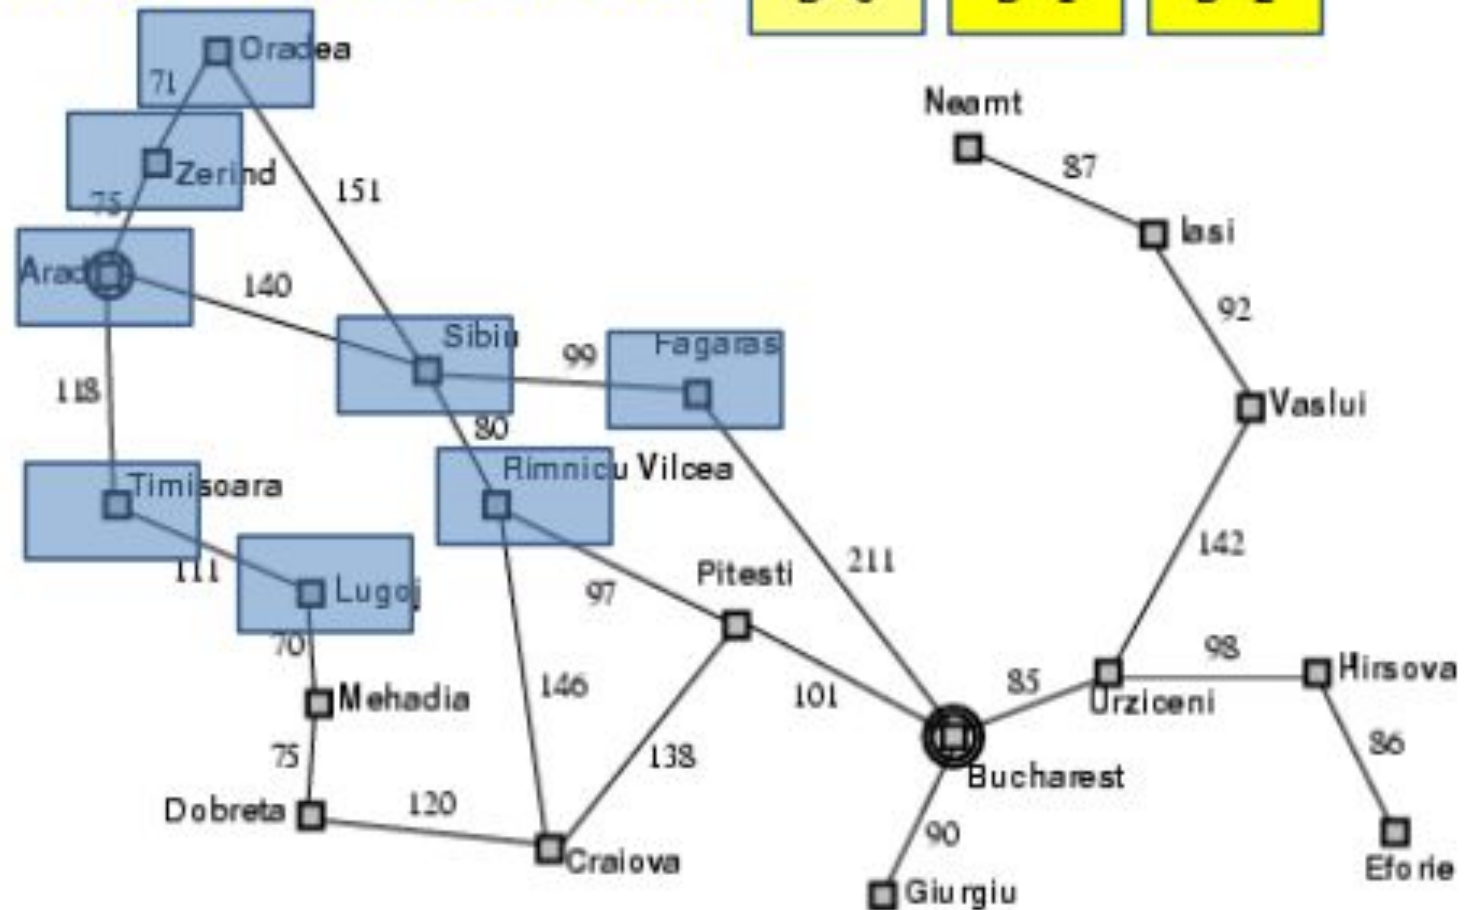 Oradea
71
Neamt
87
Zerind
151
75
Iasi
Arad
140
92
Sibiu
99
Fagaras
118
80
Vaslui
Rimnicu Vilcea
Timisoara
111
211
142
Pitesti
97
Lugoj
70
98
Hirsova
85
Urziceni
Mehadia
146
101
86
75
138
Bucharest
Dobreta
120
90
Craiova
Eforie
Giurgiu